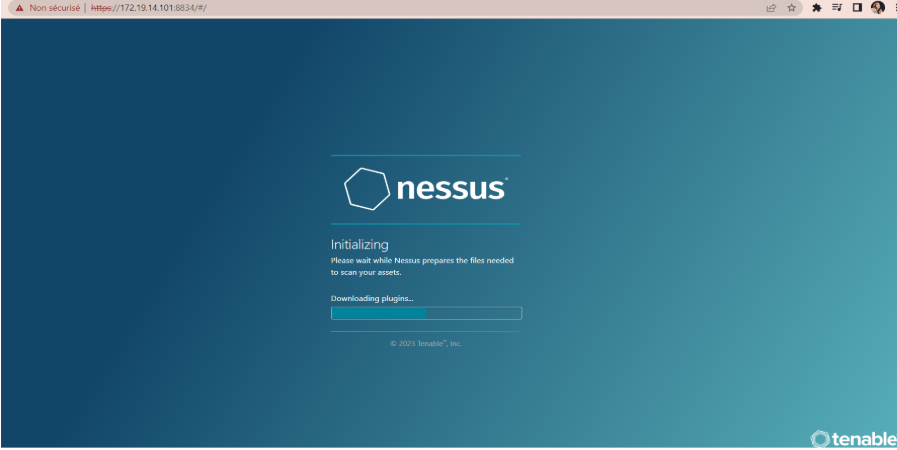 Non sécurisé | https://172.19.14.101:8834/#/
nessus
Initializing
Please wait while Nessus prepares the files needed
to scan your assets.
Downloading plugins...
© 2023 Tenable™, Inc.
tenable